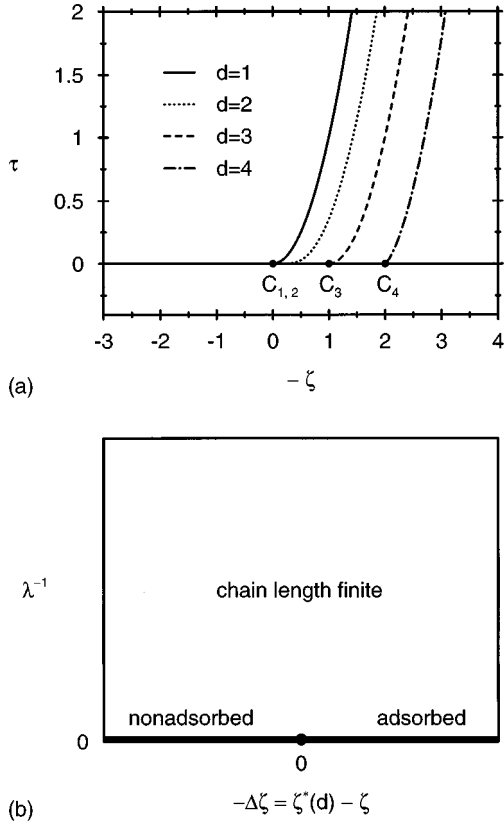 2
1.5
1
0.5
0
τ
d=1
d=2
d=3
d=4
C1,2
C3
C4
-3 -2 -1 0 1 2 3 4
− ζ
(a)
λ−1
chain length finite
nonadsorbed
adsorbed
0
0
(b)
−Δζ = ζ*(d) − ζ